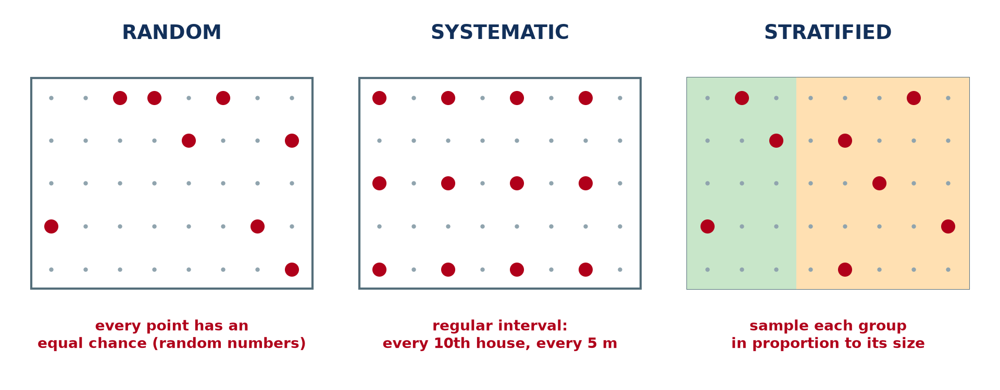 RANDOM
SYSTEMATIC
STRATIFIED
every point has an
equal chance (random numbers)
regular interval:
every 10th house, every 5 m
sample each group
in proportion to its size